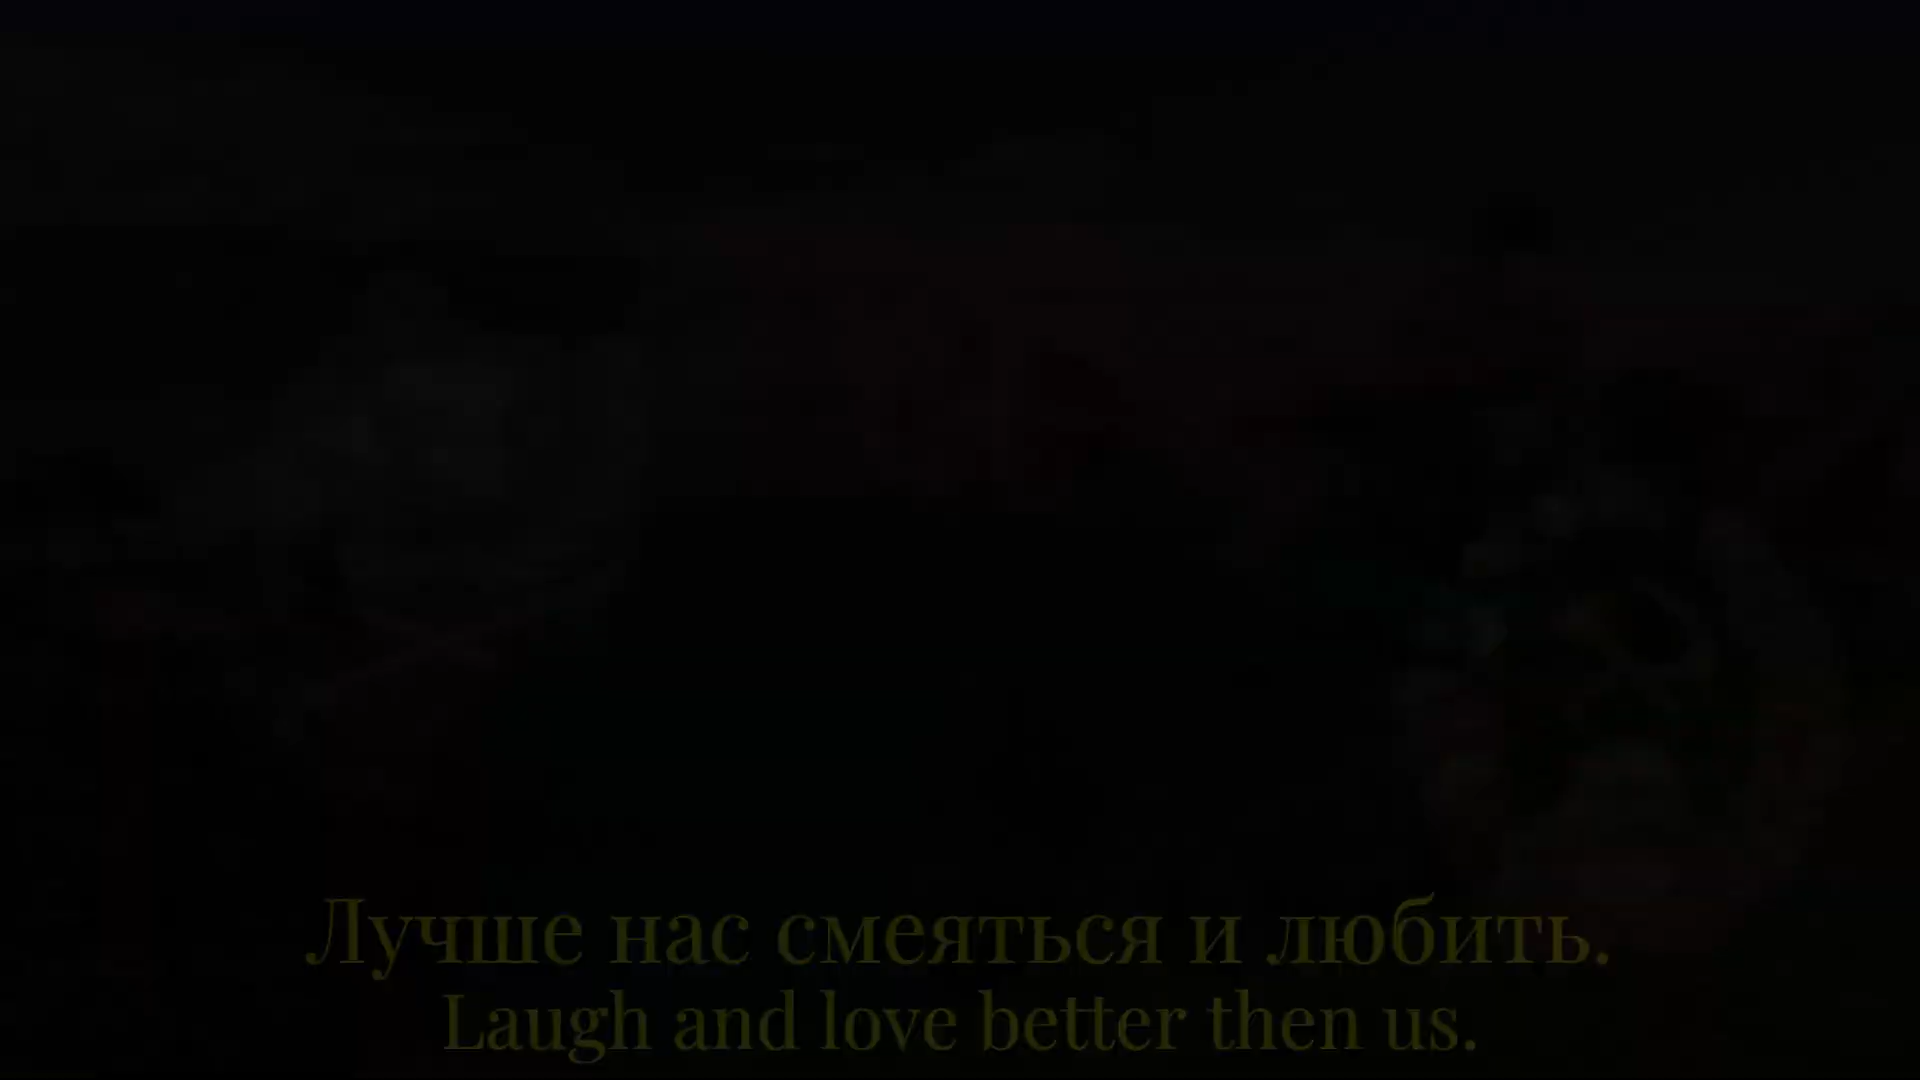 Лучше нас смеяться и любить.
Laugh and love better then us.